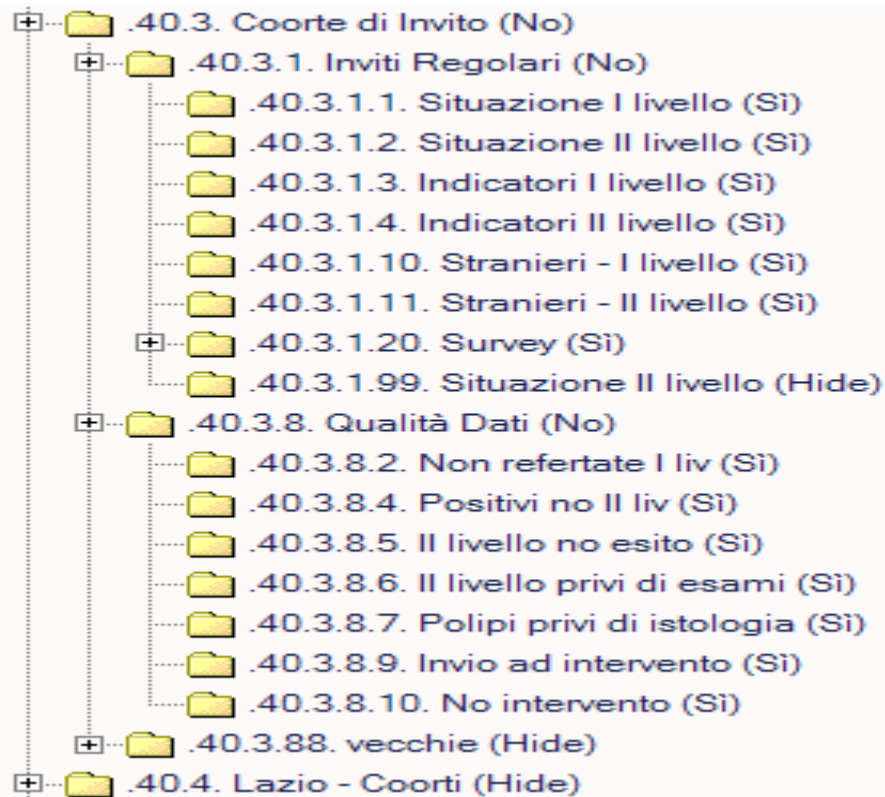 .40.3. Coorte di Invito (No)
.40.3.1. Inviti Regolari (No)
.40.3.1.1. Situazione I livello (Sì)
.40.3.1.2. Situazione II livello (Sì)
.40.3.1.3. Indicatori I livello (Sì)
.40.3.1.4. Indicatori II livello (Sì)
.40.3.1.10. Stranieri - I livello (Sì)
.40.3.1.11. Stranieri - II livello (Sì)
.40.3.1.20. Survey (Sì)
.40.3.1.99. Situazione II livello (Hide)
.40.3.8. Qualità Dati (No)
.40.3.8.2. Non refertate I liv (Sì)
.40.3.8.4. Positivi no II liv (Sì)
.40.3.8.5. II livello no esito (Sì)
.40.3.8.6. II livello privi di esami (Sì)
.40.3.8.7. Polipi privi di istologia (Sì)
.40.3.8.9. Invio ad intervento (Sì)
.40.3.8.10. No intervento (Sì)
.40.3.88. vecchie (Hide)
.40.4. Lazio - Coorti (Hide)